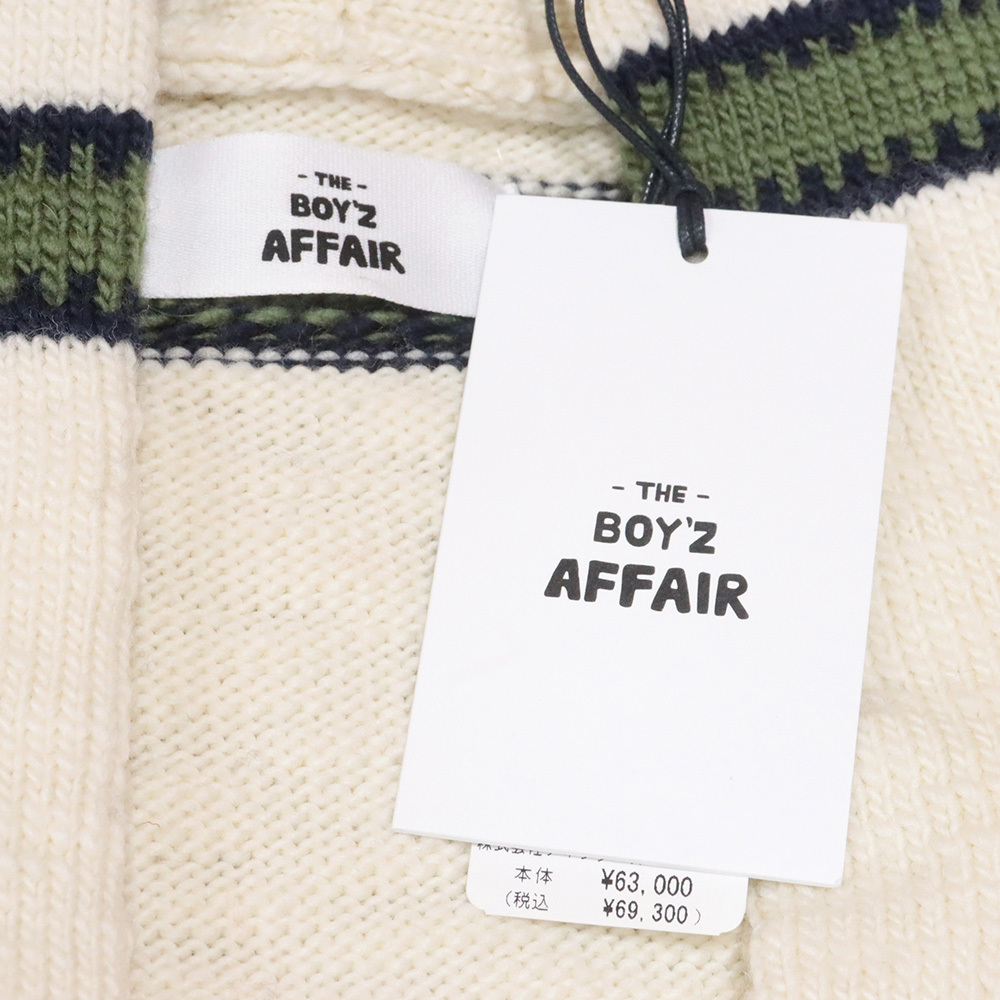 - THE -
BOY'Z
AFFAIR
- THE -
BOY'Z
AFFAIR
本体 ¥63,000
(税込 ¥69,300)